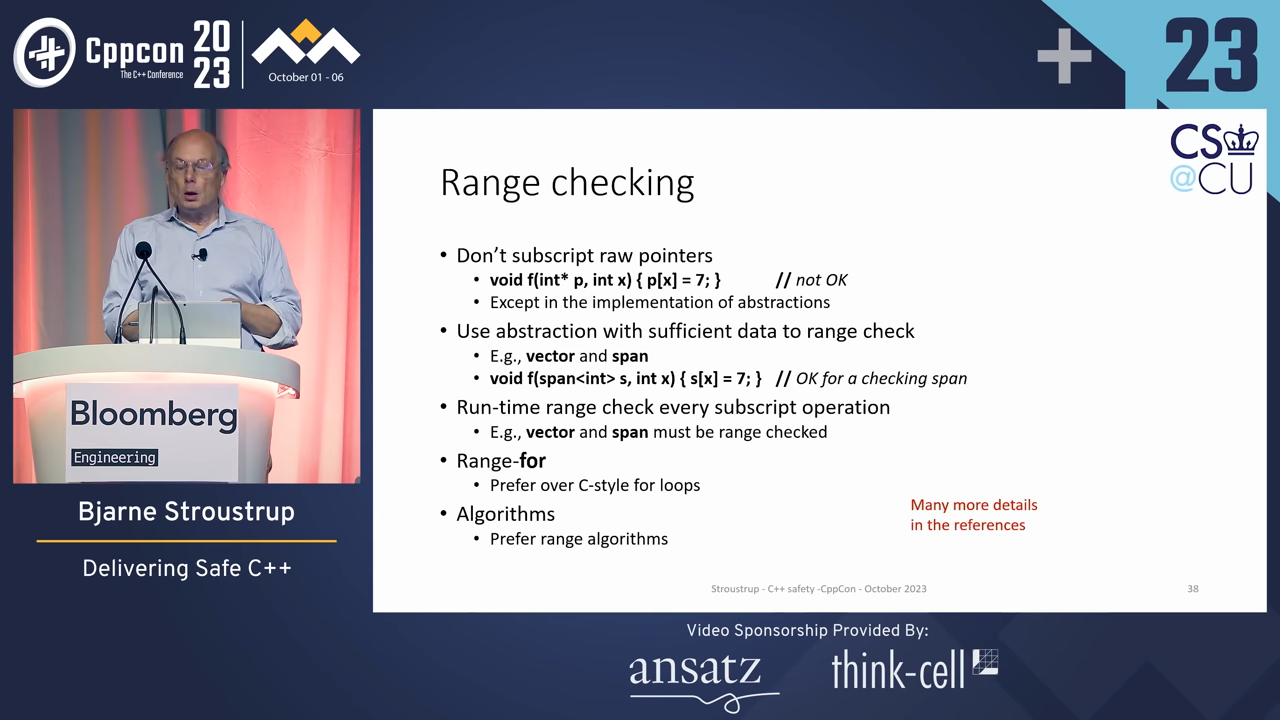 Cppcon
The C++ Conference
20
23
October 01 - 06
23
CS
@CU
Range checking
• Don't subscript raw pointers
• void f(int* p, int x) { p[x] = 7; } // not OK
• Except in the implementation of abstractions
• Use abstraction with sufficient data to range check
• E.g., vector and span
• void f(span<int> s, int x) { s[x] = 7; } // OK for a checking span
• Run-time range check every subscript operation
• E.g., vector and span must be range checked
• Range-for
• Prefer over C-style for loops
• Algorithms
• Prefer range algorithms
Many more details
in the references
Stroustrup - C++ safety -CppCon - October 2023
38
Bloomberg
Engineering
Bjarne Stroustrup
Delivering Safe C++
Video Sponsorship Provided By:
ansatz
think-cell